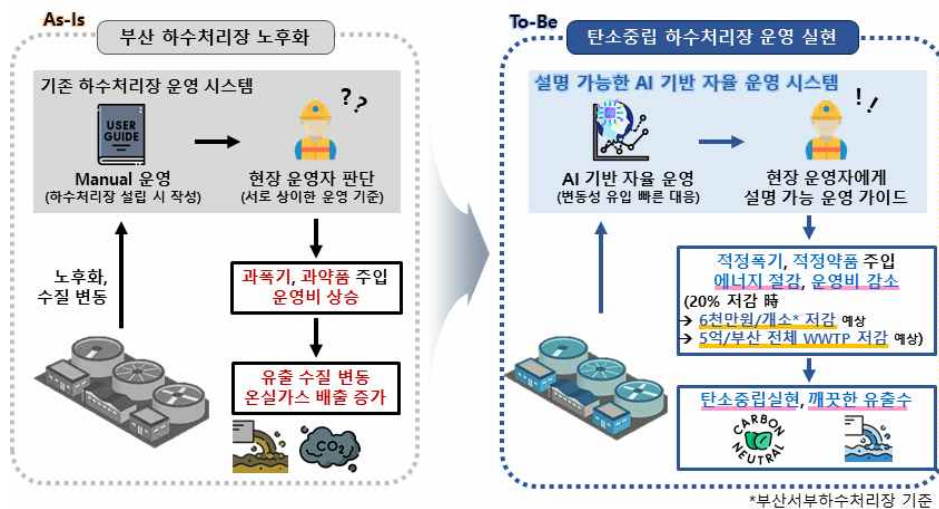 As-Is
부산 하수처리장 노후화
기존 하수처리장 운영 시스템
??
USER
GUIDE
Manual 운영
(하수처리장 설립 시 작성)
현장 운영자 판단
(서로 상이한 운영 기준)
노후화,
수질 변동
과폭기, 과약품 주입
운영비 상승
유출 수질 변동
온실가스 배출 증가
CO2
To-Be
탄소중립 하수처리장 운영 실현
설명 가능한 AI 기반 자율 운영 시스템
!!
AI 기반 자율 운영
(변동성 유입 빠른 대응)
현장 운영자에게
설명 가능 운영 가이드
적정폭기, 적정약품 주입
에너지 절감, 운영비 감소
(20% 저감 時
→ 6천만원/개소* 저감 예상
→ 5억/부산 전체 WWTP 저감 예상)
탄소중립실현, 깨끗한 유출수
CARBON
NEUTRAL
*부산서부하수처리장 기준